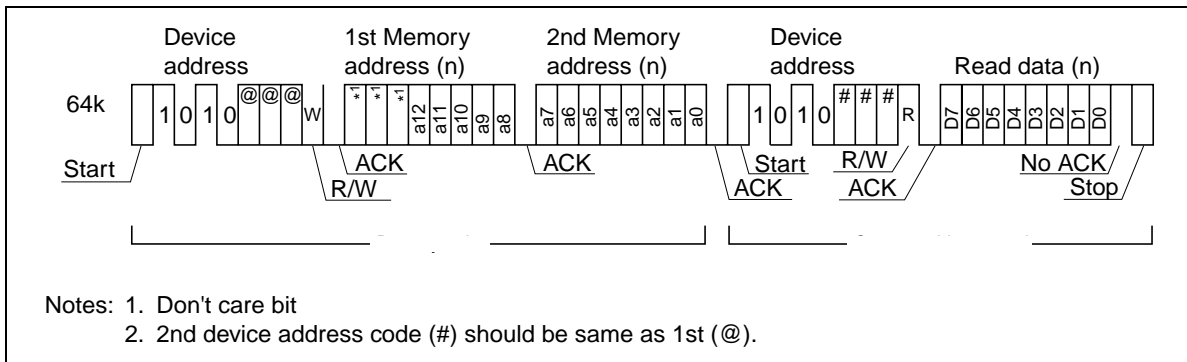 Device address 1st Memory address (n) 2nd Memory address (n) Device address Read data (n)
64k 1 0 1 0 @ @ @ W *1 *1 *1 a12 a11 a10 a9 a8 a7 a6 a5 a4 a3 a2 a1 a0 1 0 1 0 # # # R D7 D6 D5 D4 D3 D2 D1 D0
Start ACK ACK Start R/W No ACK
R/W ACK ACK Stop
Notes: 1. Don't care bit
2. 2nd device address code (#) should be same as 1st (@).